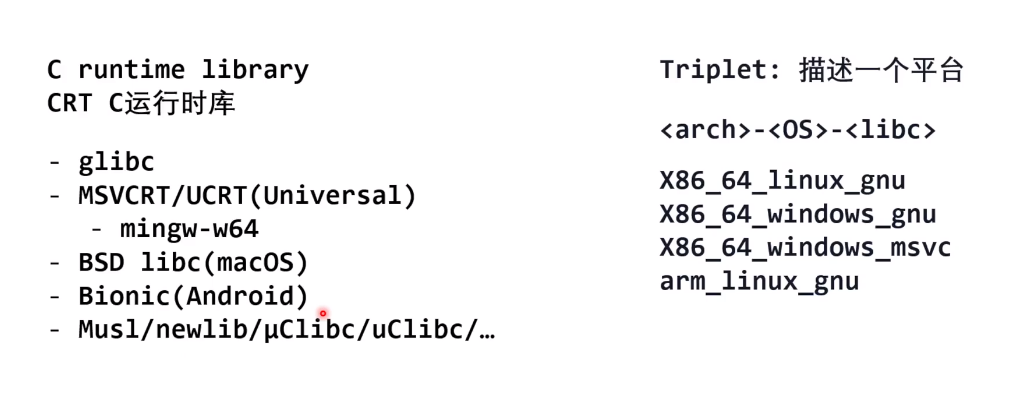 C runtime library
CRT C运行时库
- glibc
- MSVCRT/UCRT(Universal)
- mingw-w64
- BSD libc(macOS)
- Bionic(Android)
- Musl/newlib/μClibc/uClibc/…
Triplet: 描述一个平台
<arch>-<OS>-<libc>
X86_64_linux_gnu
X86_64_windows_gnu
X86_64_windows_msvc
arm_linux_gnu